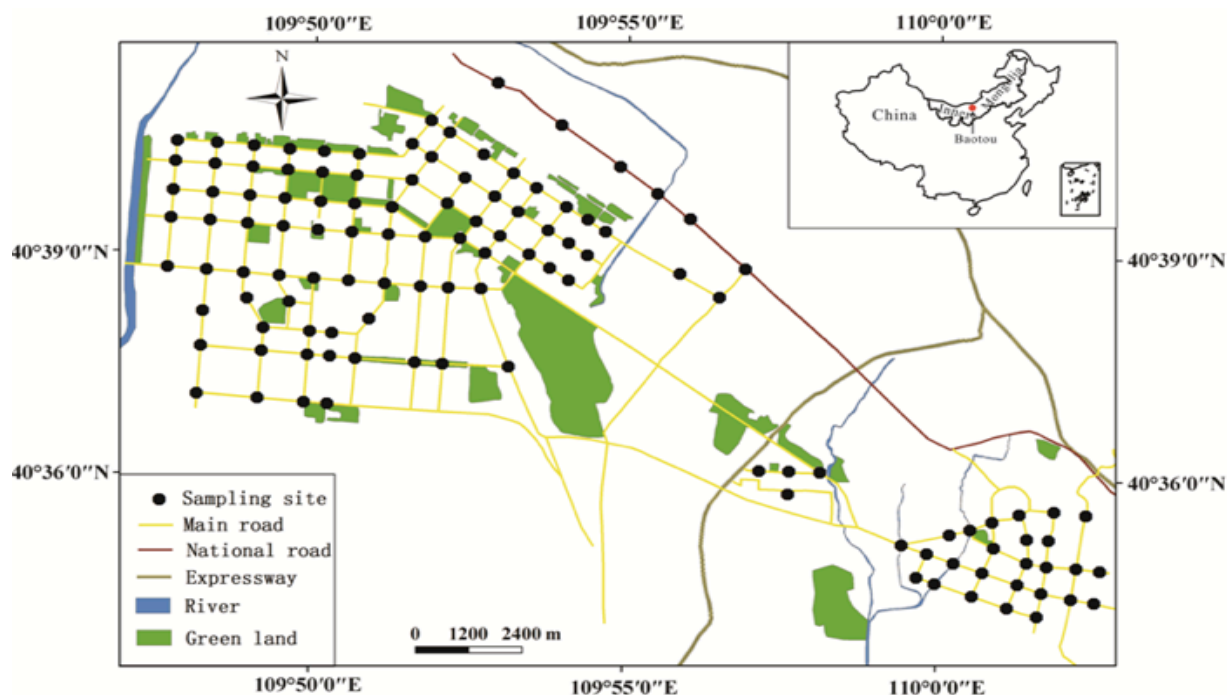 109°50′0″E
109°55′0″E
110°0′0″E
N
China
Inner
Mongolia
Baotou
40°39′0″N
40°39′0″N
40°36′0″N
40°36′0″N
Sampling site
Main road
National road
Expressway
River
Green land
0 1200 2400 m
109°50′0″E
109°55′0″E
110°0′0″E